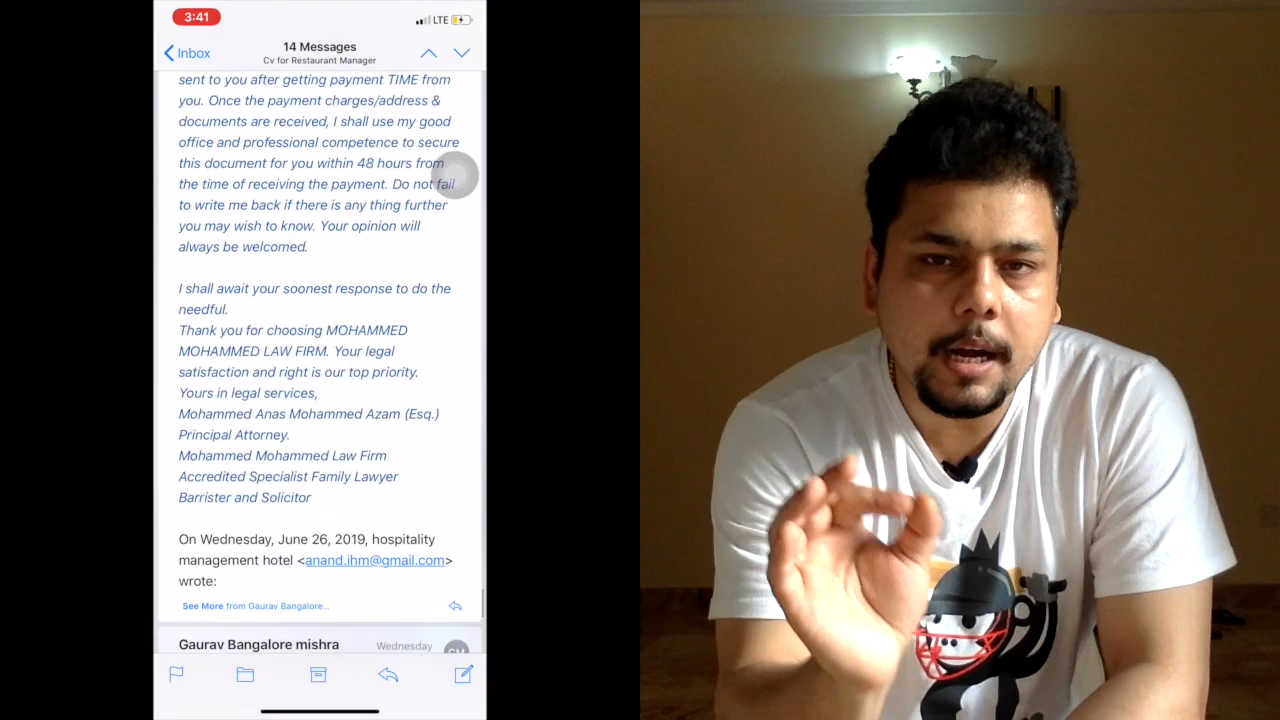 3:41
LTE
Inbox
14 Messages
Cv for Restaurant Manager
sent to you after getting payment TIME from
you. Once the payment charges/address &
documents are received, I shall use my good
office and professional competence to secure
this document for you within 48 hours from
the time of receiving the payment. Do not fail
to write me back if there is any thing further
you may wish to know. Your opinion will
always be welcomed.
I shall await your soonest response to do the
needful.
Thank you for choosing MOHAMMED
MOHAMMED LAW FIRM. Your legal
satisfaction and right is our top priority.
Yours in legal services,
Mohammed Anas Mohammed Azam (Esq.)
Principal Attorney.
Mohammed Mohammed Law Firm
Accredited Specialist Family Lawyer
Barrister and Solicitor
On Wednesday, June 26, 2019, hospitality
management hotel <anand.ihm@gmail.com>
wrote:
See More from Gaurav Bangalore...
Gaurav Bangalore mishra
Wednesday
GM